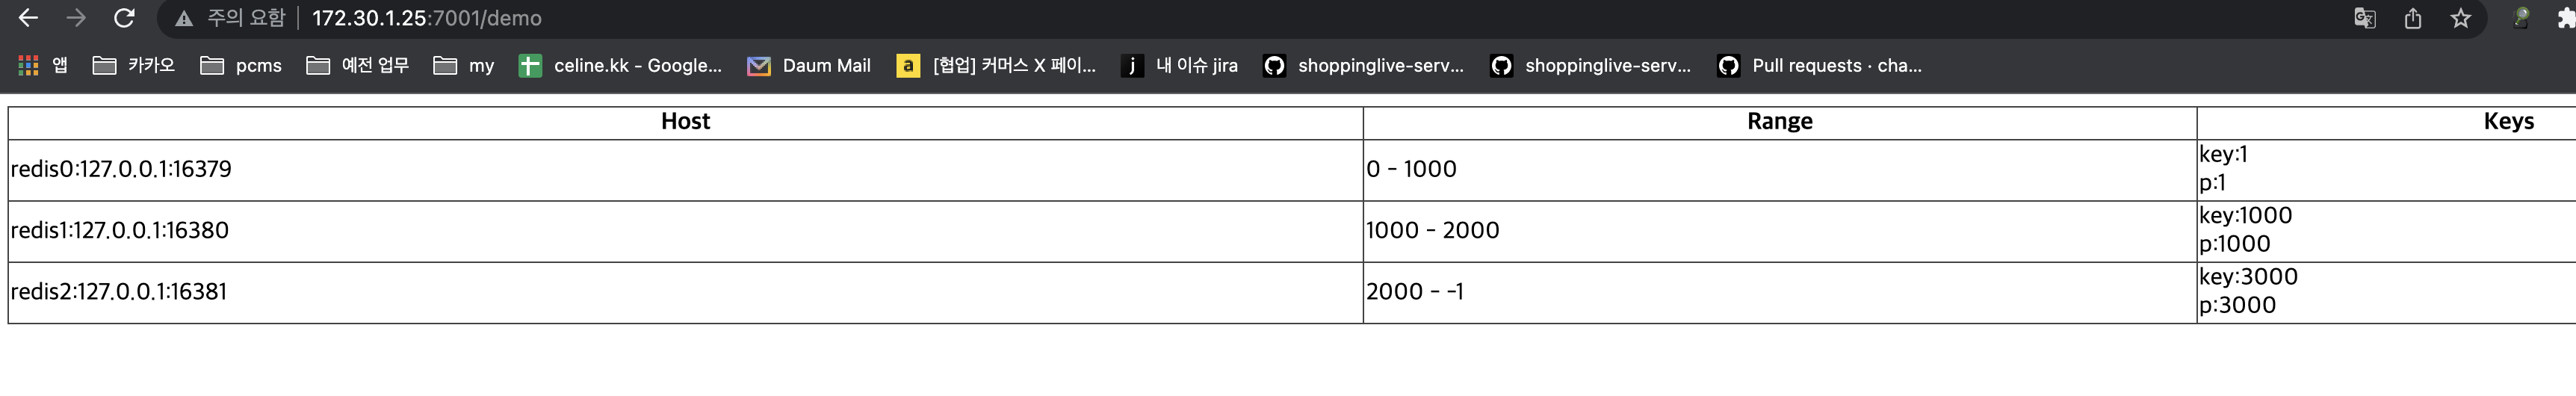 주의 요함 172.30.1.25:7001/demo
앱 카카오 pcms 예전 업무 my celine.kk - Google... Daum Mail a [협업] 커머스 X 페이... j 내 이슈 jira shoppinglive-serv... shoppinglive-serv... Pull requests · cha...
Host Range Keys
redis0:127.0.0.1:16379 0 - 1000 key:1
p:1
redis1:127.0.0.1:16380 1000 - 2000 key:1000
p:1000
redis2:127.0.0.1:16381 2000 - -1 key:3000
p:3000